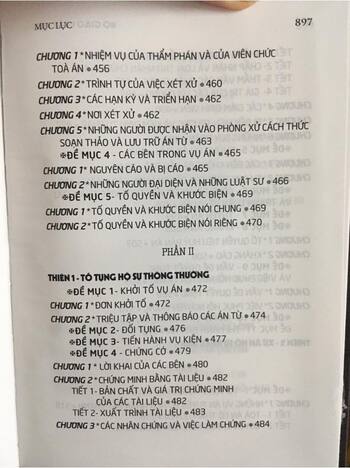 MỤC LỤC 897
CHƯƠNG 1 * NHIỆM VỤ CỦA THẨM PHÁN VÀ CỦA VIÊN CHỨC
TOÀ ÁN * 456
CHƯƠNG 2 * TRÌNH TỰ CỦA VIỆC XÉT XỬ * 460
CHƯƠNG 3 * CÁC HẠN KỲ VÀ TRIỂN HẠN * 462
CHƯƠNG 4 * NƠI XÉT XỬ * 462
CHƯƠNG 5 * NHỮNG NGƯỜI ĐƯỢC NHẬN VÀO PHÒNG XỬ CÁCH THỨC
SOẠN THẢO VÀ LƯU TRỮ ÁN TỪ * 463
※ĐỀ MỤC 4 - CÁC BÊN TRONG VỤ ÁN * 465
CHƯƠNG 1 * NGUYÊN CÁO VÀ BỊ CÁO * 465
CHƯƠNG 2 * NHỮNG NGƯỜI ĐẠI DIỆN VÀ NHỮNG LUẬT SƯ * 466
※ĐỀ MỤC 5 - TỐ QUYỀN VÀ KHƯỚC BIỆN * 469
CHƯƠNG 1 * TỐ QUYỀN VÀ KHƯỚC BIỆN NÓI CHUNG * 469
CHƯƠNG 2 * TỐ QUYỀN VÀ KHƯỚC BIỆN NÓI RIÊNG * 470
PHẦN II
THIÊN 1 - TỐ TỤNG HỘ SỰ THÔNG THƯỜNG
※ĐỀ MỤC 1 - KHỞI TỐ VỤ ÁN * 472
CHƯƠNG 1 * ĐƠN KHỞI TỐ * 472
CHƯƠNG 2 * TRIỆU TẬP VÀ THÔNG BÁO CÁC ÁN TỪ * 474
※ĐỀ MỤC 2- ĐỐI TỤNG * 476
※ĐỀ MỤC 3- TIẾN HÀNH VỤ KIỆN * 477
※ĐỀ MỤC 4 - CHỨNG CỚ * 479
CHƯƠNG 1 * LỜI KHAI CỦA CÁC BÊN * 480
CHƯƠNG 2 * CHỨNG MINH BẰNG TÀI LIỆU * 482
TIẾT 1- BẢN CHẤT VÀ GIÁ TRỊ CHỨNG MINH
CỦA CÁC TÀI LIỆU * 482
TIẾT 2- XUẤT TRÌNH TÀI LIỆU * 483
CHƯƠNG 3 * CÁC NHÂN CHỨNG VÀ VIỆC LÀM CHỨNG * 484